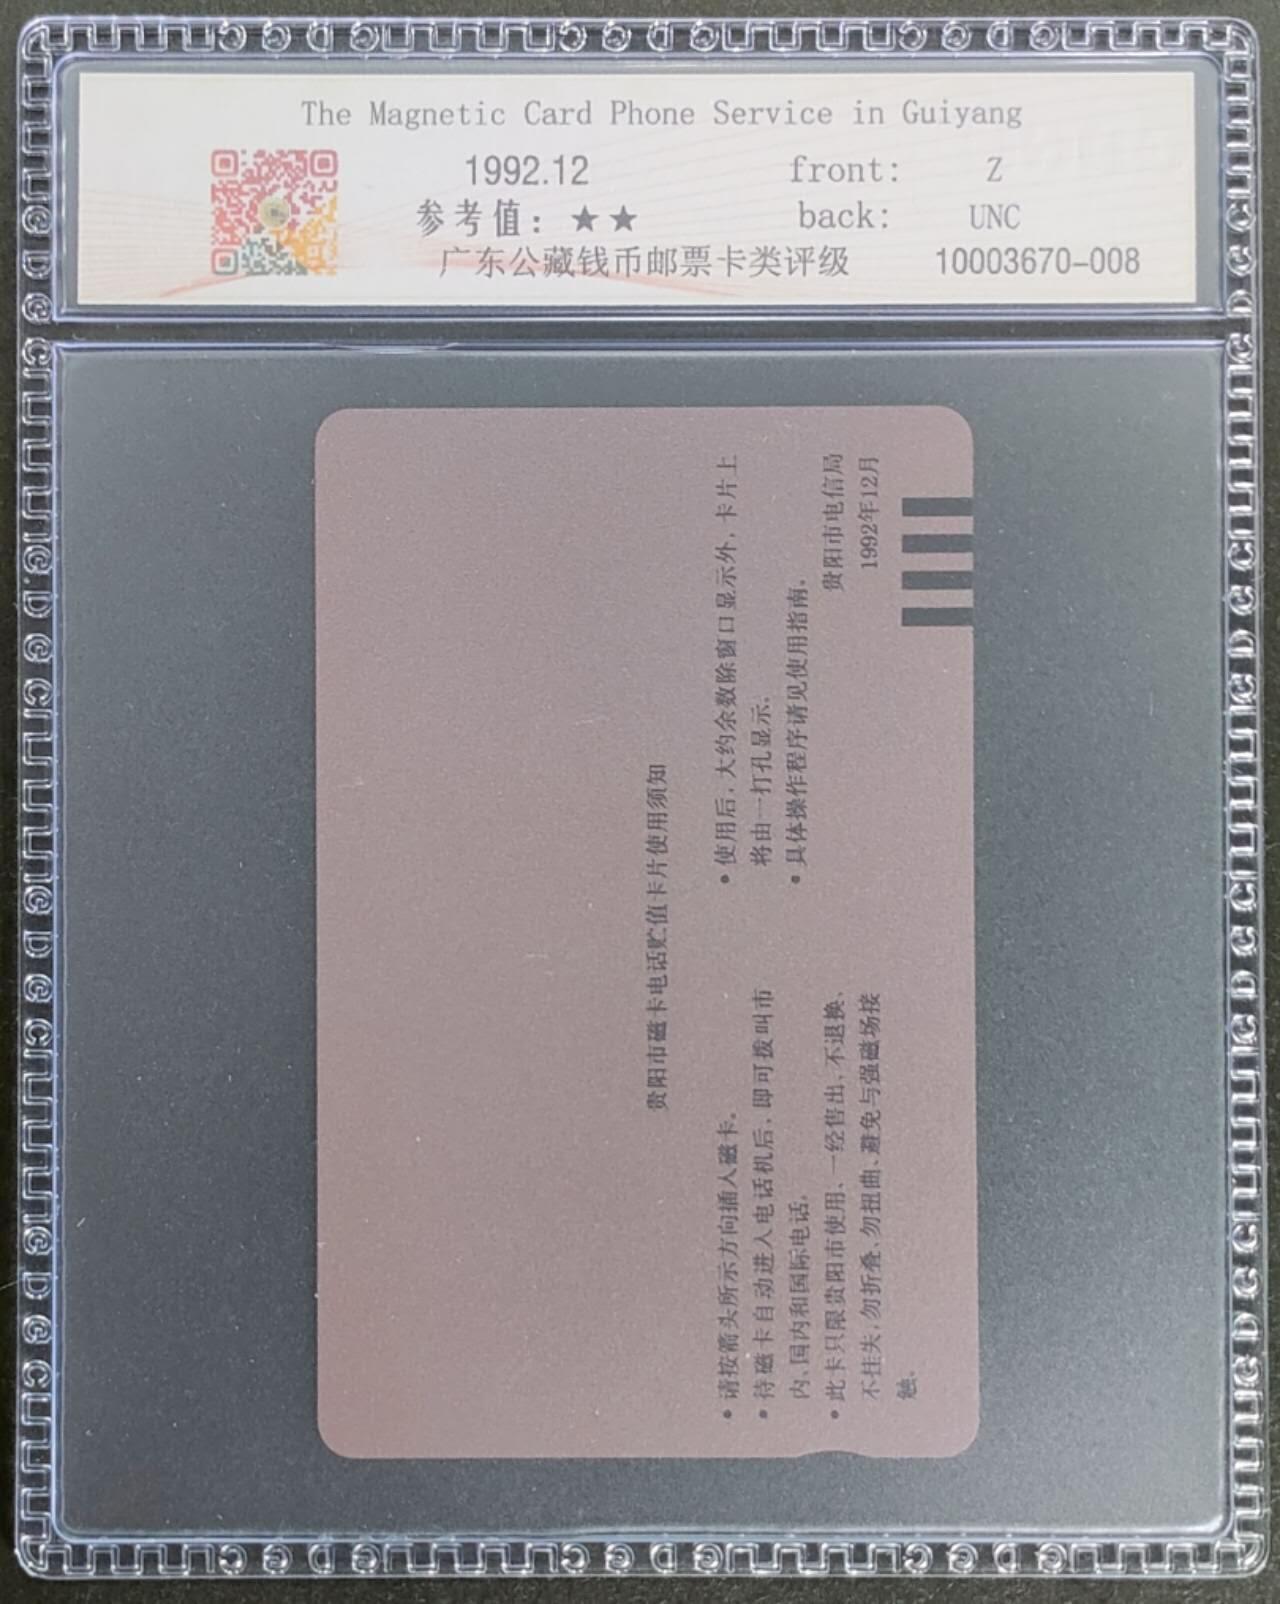 The Magnetic Card Phone Service in Guiyang
1992.12 front: Z
参考值：★★ back: UNC
广东公藏钱币邮票卡类评级 10003670-008
贵阳市磁卡电话贮值卡片使用须知
• 请按箭头所示方向插入磁卡。
• 待磁卡自动进入电话机后，即可拨叫市
内、国内和国际电话。
• 此卡只限贵阳市使用、一经售出、不退换、
不挂失，勿折叠、勿扭曲、避免与强磁场接
触。
• 使用后，大约余数除窗口显示外，卡片上
将由一打孔显示。
• 具体操作程序请见使用指南。
贵阳市电信局
1992年12月